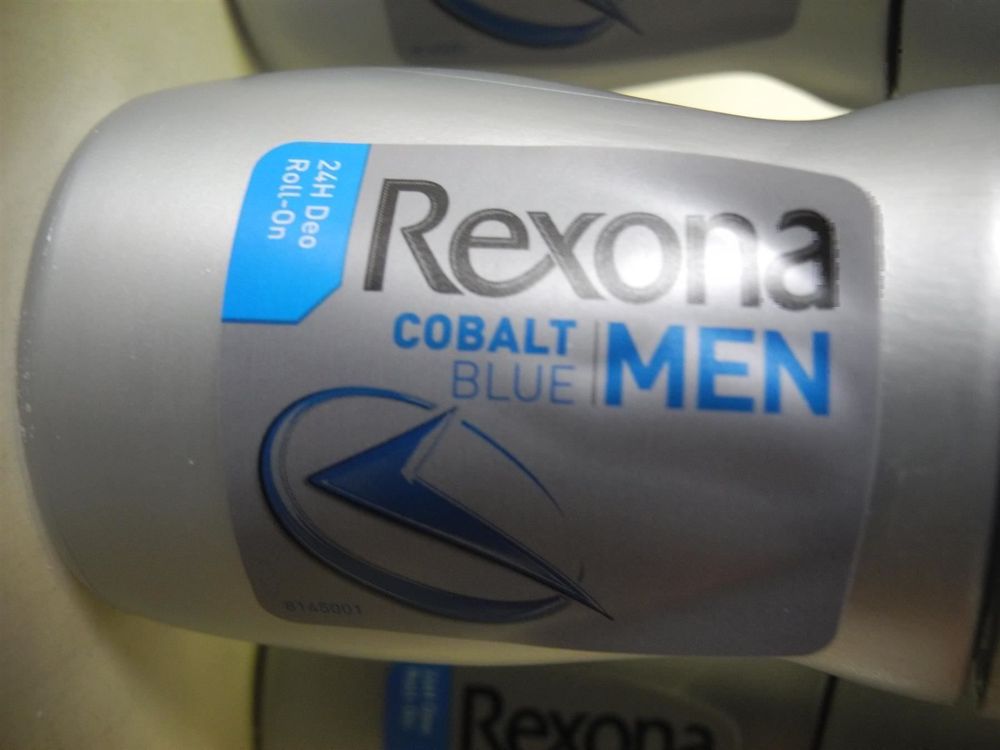 24H Deo
Roll-On
Rexona
COBALT
BLUE
MEN
8145001
Rexona